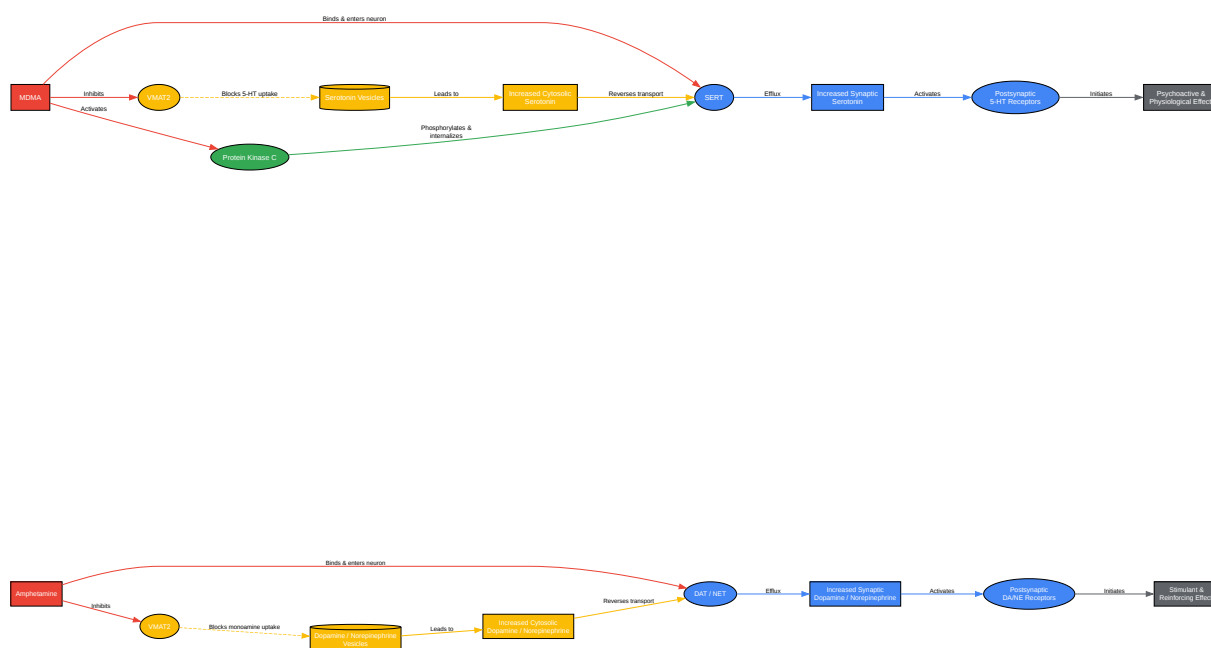 Binds & enters neuron
MDMA
Inhibits
VMAT2
Blocks 5-HT uptake
Serotonin Vesicles
Leads to
Increased Cytosolic
Serotonin
Reverses transport
SERT
Efflux
Increased Synaptic
Serotonin
Activates
Postsynaptic
5-HT Receptors
Initiates
Psychoactive &
Physiological Effect
Activates
Phosphorylates &
internalizes
Protein Kinase C
Binds & enters neuron
Amphetamine
Inhibits
VMAT2
Blocks monoamine uptake
Dopamine / Norepinephrine
Vesicles
Leads to
Increased Cytosolic
Dopamine / Norepinephrine
Reverses transport
DAT / NET
Efflux
Increased Synaptic
Dopamine / Norepinephrine
Activates
Postsynaptic
DA/NE Receptors
Initiates
Stimulant &
Reinforcing Effec